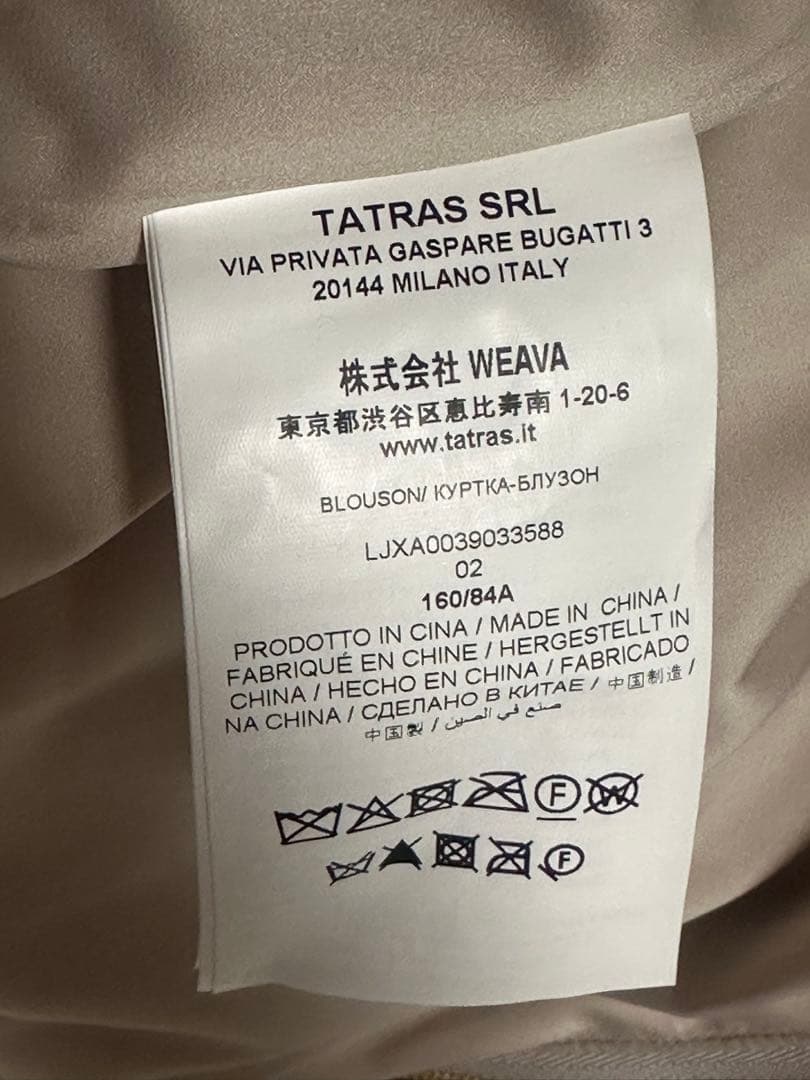 TATRAS SRL
VIA PRIVATA GASPARE BUGATTI 3
20144 MILANO ITALY
株式会社 WEAVA
東京都渋谷区恵比寿南 1-20-6
www.tatras.it
BLOUSON/ КУРТКА-БЛУЗОН
LJXA0039033588
02
160/84A
PRODOTTO IN CINA / MADE IN CHINA /
FABRIQUÉ EN CHINE / HERGESTELLT IN
CHINA / HECHO EN CHINA / FABRICADO
NA CHINA / СДЕЛАНО В КИТАЕ / 中国制造 /
中国製 / صنع في الصين
F W
F